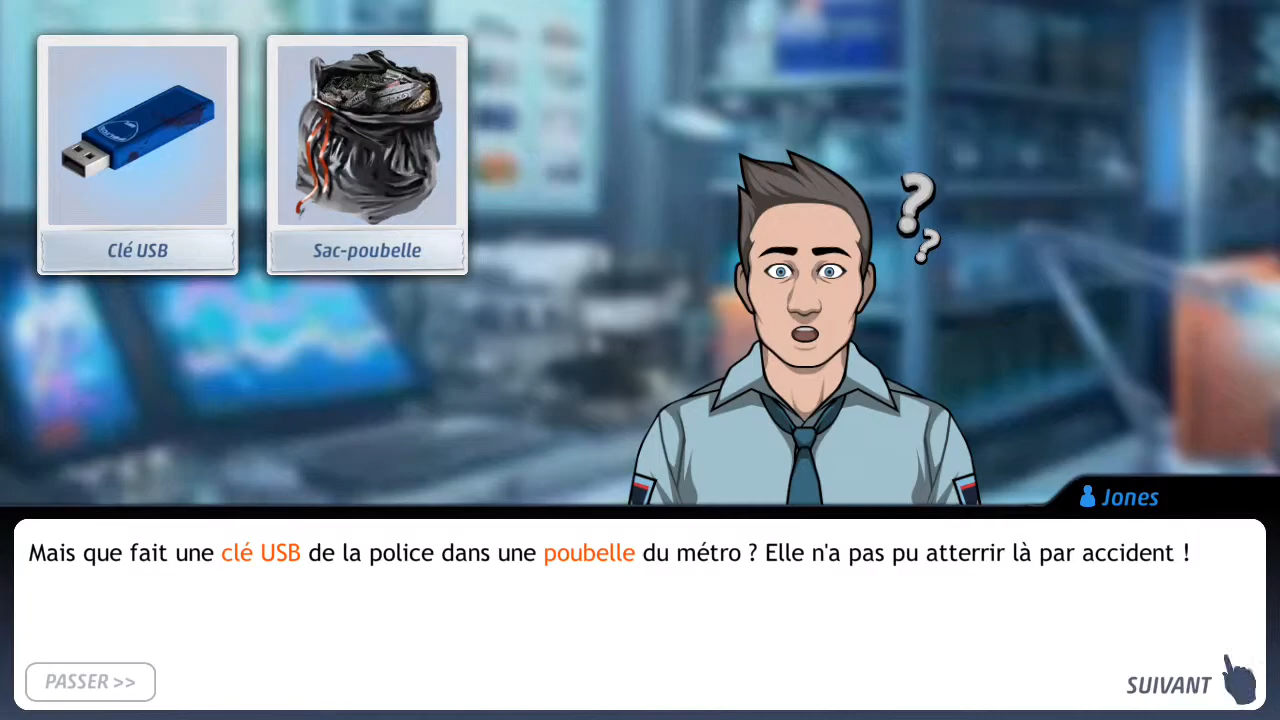 Clé USB
Sac-poubelle
Jones
Mais que fait une clé USB de la police dans une poubelle du métro ? Elle n'a pas pu atterrir là par accident !
PASSER >>
SUIVANT